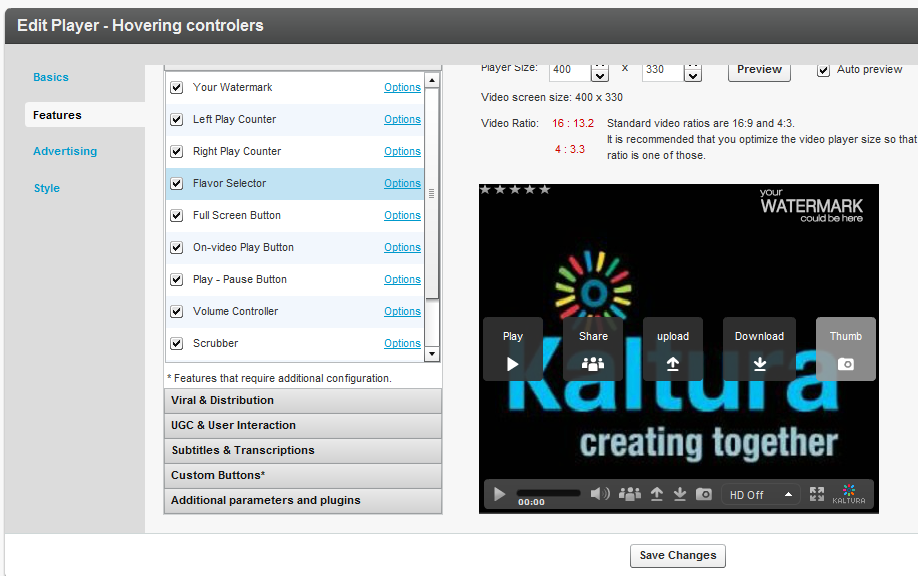 Edit Player - Hovering controlers
Basics
Features
Advertising
Style
Your Watermark Options
Left Play Counter Options
Right Play Counter Options
Flavor Selector Options
Full Screen Button Options
On-video Play Button Options
Play - Pause Button Options
Volume Controller Options
Scrubber Options
* Features that require additional configuration.
Viral & Distribution
UGC & User Interaction
Subtitles & Transcriptions
Custom Buttons*
Additional parameters and plugins
Player Size: 400 x 330 Preview Auto preview
Video screen size: 400 x 330
Video Ratio: 16 : 13.2 Standard video ratios are 16:9 and 4:3.
It is recommended that you optimize the video player size so that
4 : 3.3 ratio is one of those.
your
WATERMARK
could be here
Play Share upload Download Thumb
Kaltura
creating together
00:00 HD Off KALTURA
Save Changes